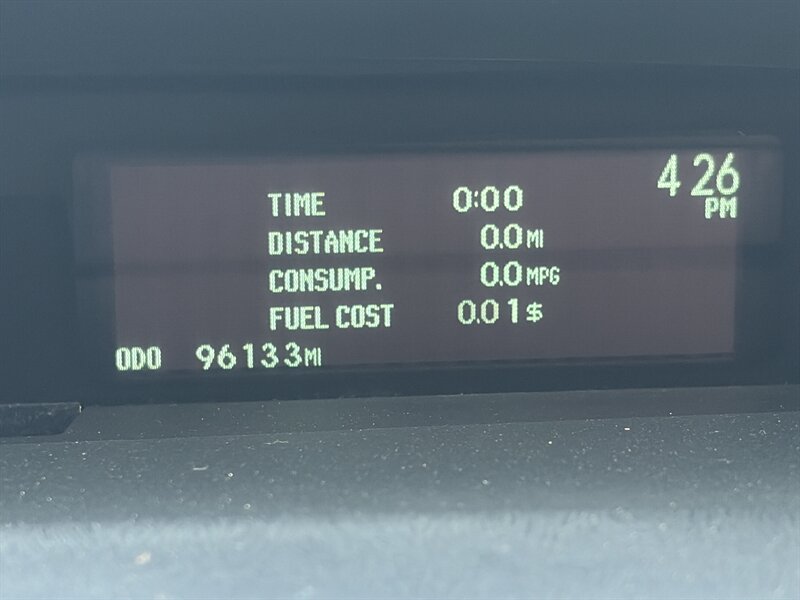 4 26
PM
TIME 0:00
DISTANCE 0.0 MI
CONSUMP. 0.0 MPG
FUEL COST 0.01 $
ODO 96133 MI